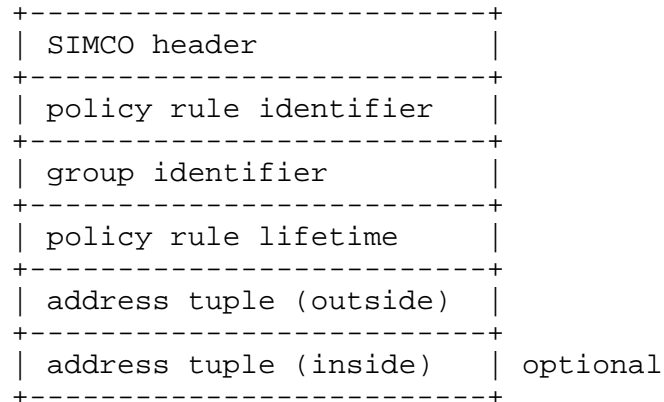 +--------------------------+
| SIMCO header             |
+--------------------------+
| policy rule identifier   |
+--------------------------+
| group identifier         |
+--------------------------+
| policy rule lifetime     |
+--------------------------+
| address tuple (outside)  |
+--------------------------+
| address tuple (inside)   | optional
+--------------------------+